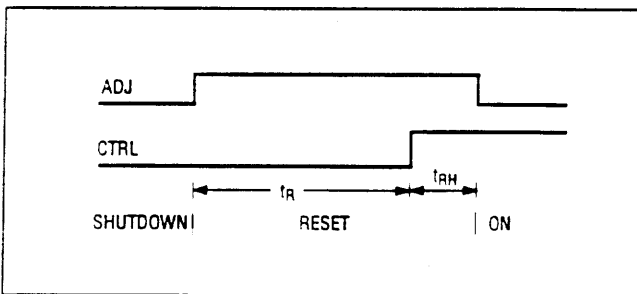 ADJ
CTRL
tR
tRH
SHUTDOWN
RESET
ON